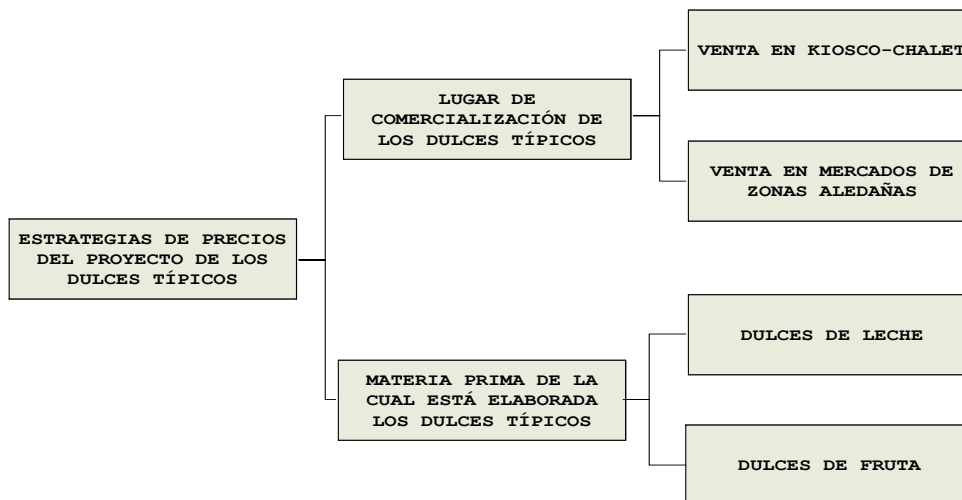 VENTA EN KIOSCO-CHALET
LUGAR DE
COMERCIALIZACIÓN DE
LOS DULCES TÍPICOS
VENTA EN MERCADOS DE
ZONAS ALEDAÑAS
ESTRATEGIAS DE PRECIOS
DEL PROYECTO DE LOS
DULCES TÍPICOS
DULCES DE LECHE
MATERIA PRIMA DE LA
CUAL ESTÁ ELABORADA
LOS DULCES TÍPICOS
DULCES DE FRUTA